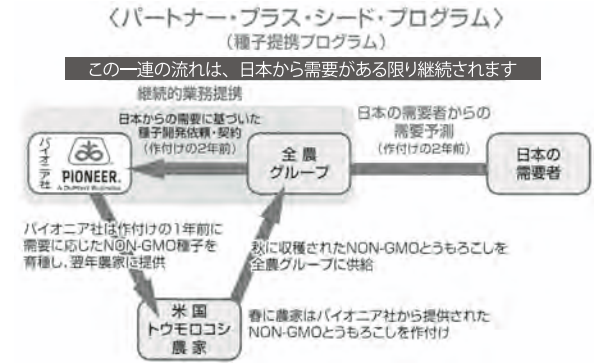 〈パートナー・プラス・シード・プログラム〉
（種子提携プログラム）
この一連の流れは、日本から需要がある限り継続されます
継続的業務提携
日本からの需要に基づいた
種子開発依頼・契約
（作付けの2年前）
日本の需要者からの
需要予測
（作付けの2年前）
パイオニア社
PIONEER.
A DuPont Business
全農
グループ
日本の
需要者
パイオニア社は作付けの1年前に
需要に応じたNON-GMO種子を
育種し、翌年農家に提供
秋に収穫されたNON-GMOとうもろこしを
全農グループに供給
米国
トウモロコシ
農家
春に農家はパイオニア社から提供された
NON-GMOとうもろこしを作付け